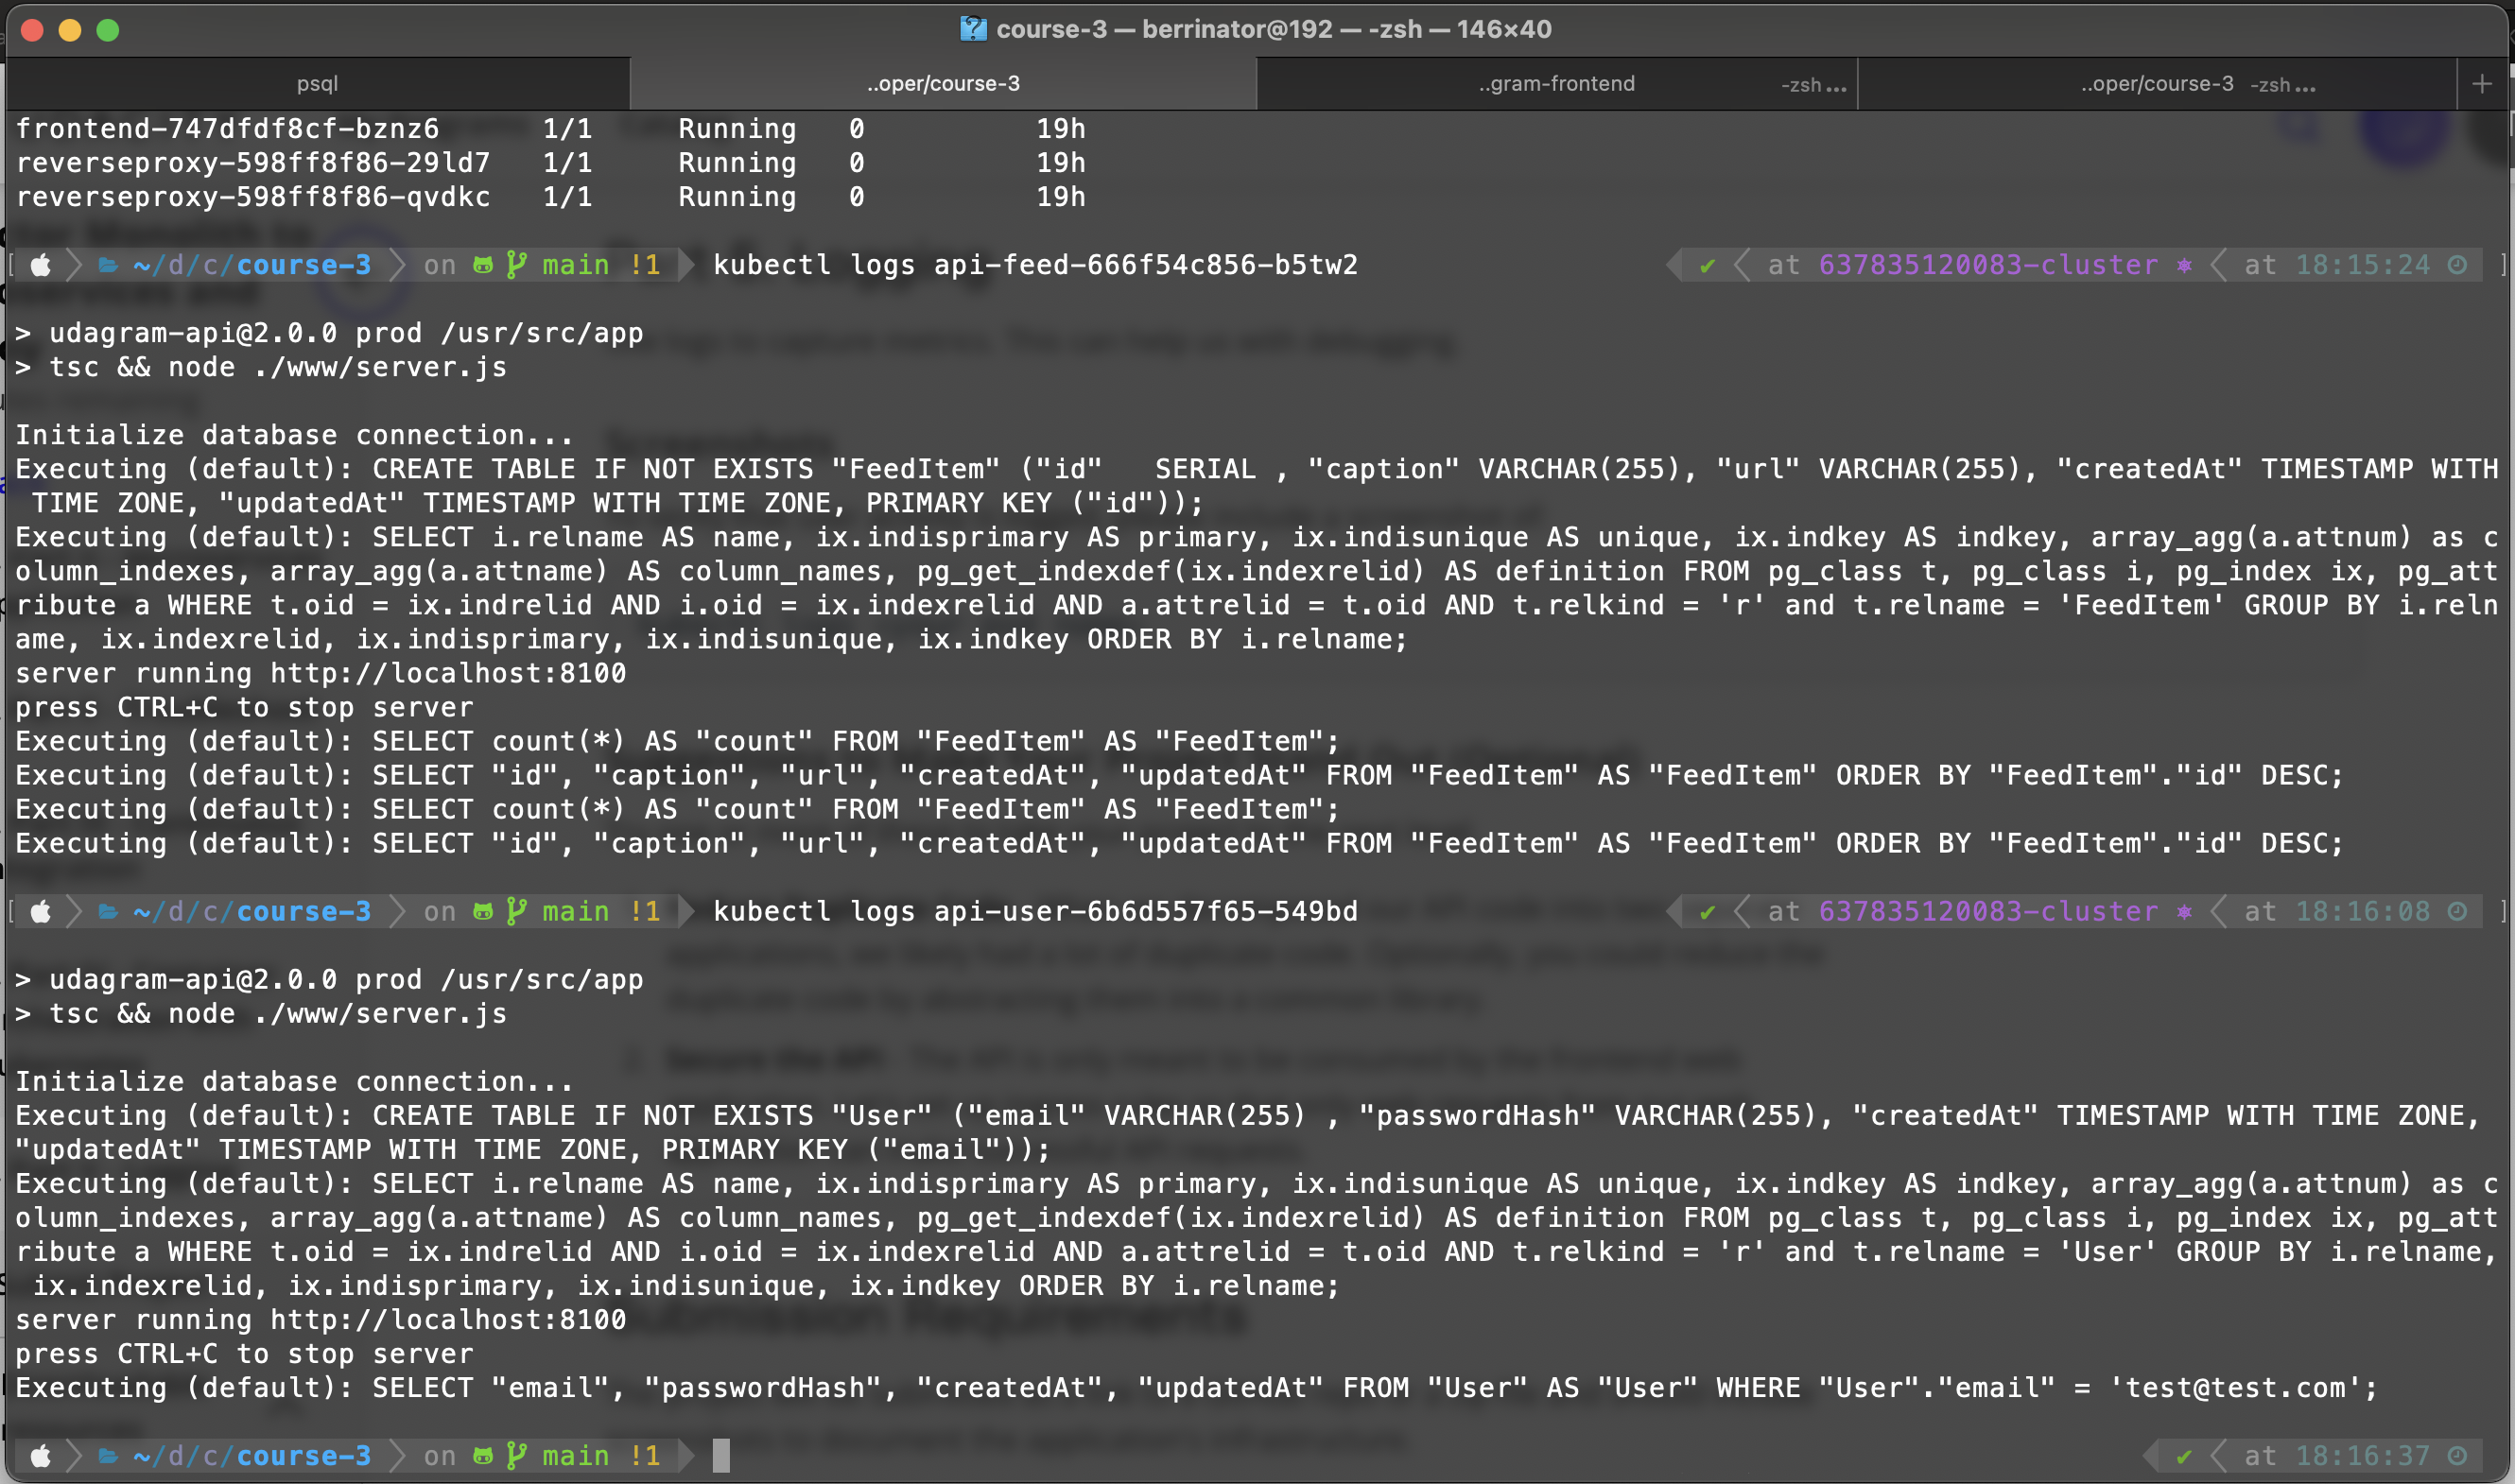 course-3 — berrinator@192 — -zsh — 146×40
psql
..oper/course-3
..gram-frontend -zsh ...
..oper/course-3 -zsh ...
frontend-747dfdf8cf-bznz6 1/1 Running 0 19h
reverseproxy-598ff8f86-29ld7 1/1 Running 0 19h
reverseproxy-598ff8f86-qvdkc 1/1 Running 0 19h
~/d/c/course-3 on main !1 kubectl logs api-feed-666f54c856-b5tw2 ✔ at 637835120083-cluster at 18:15:24
> udagram-api@2.0.0 prod /usr/src/app
> tsc && node ./www/server.js
Initialize database connection...
Executing (default): CREATE TABLE IF NOT EXISTS "FeedItem" ("id"   SERIAL , "caption" VARCHAR(255), "url" VARCHAR(255), "createdAt" TIMESTAMP WITH
 TIME ZONE, "updatedAt" TIMESTAMP WITH TIME ZONE, PRIMARY KEY ("id"));
Executing (default): SELECT i.relname AS name, ix.indisprimary AS primary, ix.indisunique AS unique, ix.indkey AS indkey, array_agg(a.attnum) as c
olumn_indexes, array_agg(a.attname) AS column_names, pg_get_indexdef(ix.indexrelid) AS definition FROM pg_class t, pg_class i, pg_index ix, pg_att
ribute a WHERE t.oid = ix.indrelid AND i.oid = ix.indexrelid AND a.attrelid = t.oid AND t.relkind = 'r' and t.relname = 'FeedItem' GROUP BY i.reln
ame, ix.indexrelid, ix.indisprimary, ix.indisunique, ix.indkey ORDER BY i.relname;
server running http://localhost:8100
press CTRL+C to stop server
Executing (default): SELECT count(*) AS "count" FROM "FeedItem" AS "FeedItem";
Executing (default): SELECT "id", "caption", "url", "createdAt", "updatedAt" FROM "FeedItem" AS "FeedItem" ORDER BY "FeedItem"."id" DESC;
Executing (default): SELECT count(*) AS "count" FROM "FeedItem" AS "FeedItem";
Executing (default): SELECT "id", "caption", "url", "createdAt", "updatedAt" FROM "FeedItem" AS "FeedItem" ORDER BY "FeedItem"."id" DESC;
~/d/c/course-3 on main !1 kubectl logs api-user-6b6d557f65-549bd ✔ at 637835120083-cluster at 18:16:08
> udagram-api@2.0.0 prod /usr/src/app
> tsc && node ./www/server.js
Initialize database connection...
Executing (default): CREATE TABLE IF NOT EXISTS "User" ("email" VARCHAR(255) , "passwordHash" VARCHAR(255), "createdAt" TIMESTAMP WITH TIME ZONE,
"updatedAt" TIMESTAMP WITH TIME ZONE, PRIMARY KEY ("email"));
Executing (default): SELECT i.relname AS name, ix.indisprimary AS primary, ix.indisunique AS unique, ix.indkey AS indkey, array_agg(a.attnum) as c
olumn_indexes, array_agg(a.attname) AS column_names, pg_get_indexdef(ix.indexrelid) AS definition FROM pg_class t, pg_class i, pg_index ix, pg_att
ribute a WHERE t.oid = ix.indrelid AND i.oid = ix.indexrelid AND a.attrelid = t.oid AND t.relkind = 'r' and t.relname = 'User' GROUP BY i.relname,
 ix.indexrelid, ix.indisprimary, ix.indisunique, ix.indkey ORDER BY i.relname;
server running http://localhost:8100
press CTRL+C to stop server
Executing (default): SELECT "email", "passwordHash", "createdAt", "updatedAt" FROM "User" AS "User" WHERE "User"."email" = 'test@test.com';
~/d/c/course-3 on main !1 ✔ at 18:16:37